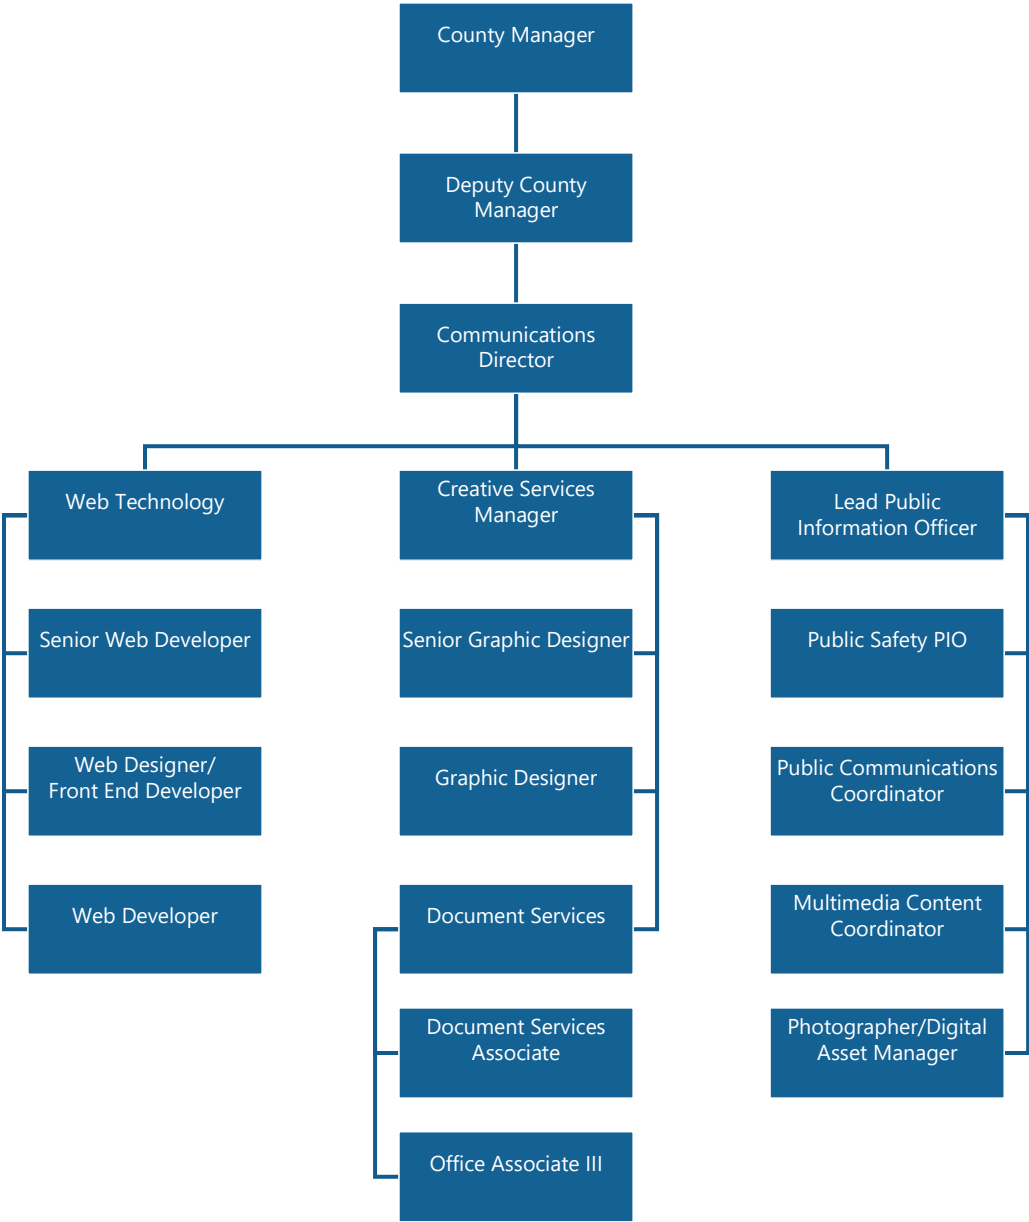 County Manager
Deputy County
Manager
Communications
Director
Web Technology
Creative Services
Manager
Lead Public
Information Officer
Senior Web Developer
Senior Graphic Designer
Public Safety PIO
Web Designer/
Front End Developer
Graphic Designer
Public Communications
Coordinator
Web Developer
Document Services
Multimedia Content
Coordinator
Document Services
Associate
Photographer/Digital
Asset Manager
Office Associate III